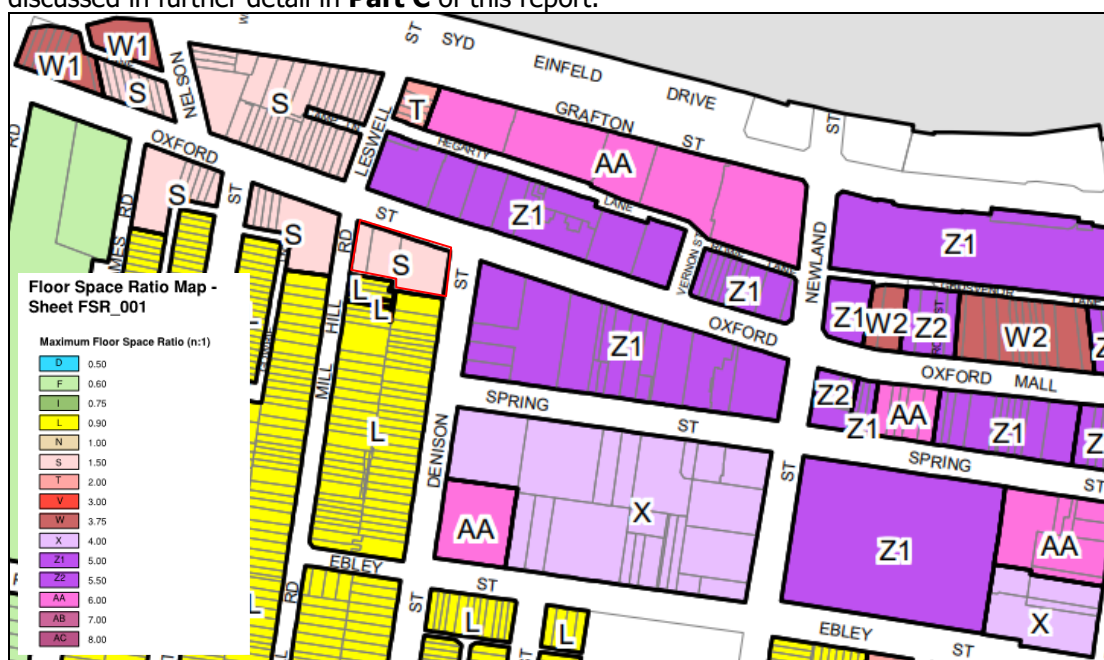 discussed in further detail in Part C of this report.
W1
W1
S
NELSON
S
LESWELL
ST
SYD
EINFELD
DRIVE
GRAFTON
ST
ST
T
AA
HEGARTY
LANE
Z1
OXFORD
ST
RD
S
ST
S
RD
ST
S
L
L
L
MILL
HILL
RD
DENISON
ST
ST
Z1
VERNON ST
LANE
Z1
NEWLAND
ST
Z1
GROSVENOR
LANE
Z1
W2
Z2
W2
OXFORD
OXFORD MALL
Z2
Z1
AA
Z1
SPRING
ST
SPRING
ST
X
AA
Z1
AA
X
EBLEY
ST
L
L
EBLEY
ST
Floor Space Ratio Map -
Sheet FSR_001
Maximum Floor Space Ratio (n:1)
D 0.50
F 0.60
I 0.75
L 0.90
N 1.00
S 1.50
T 2.00
V 3.00
W 3.75
X 4.00
Z1 5.00
Z2 5.50
AA 6.00
AB 7.00
AC 8.00